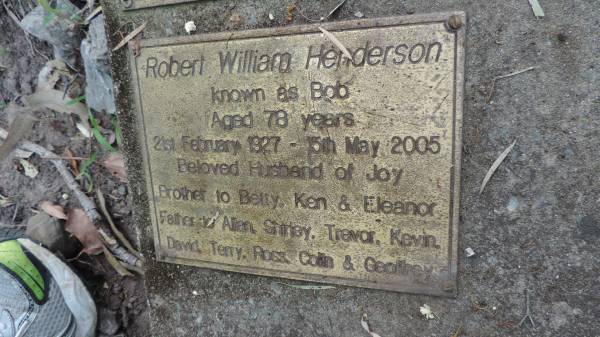 Robert William Henderson
known as Bob
Aged 78 years
21st February 1927 - 15th May 2005
Beloved Husband of Joy
Brother to Betty, Ken & Eleanor
Father to Allen, Shirley, Trevor, Kevin,
David, Terry, Ross, Colin & Geoffrey